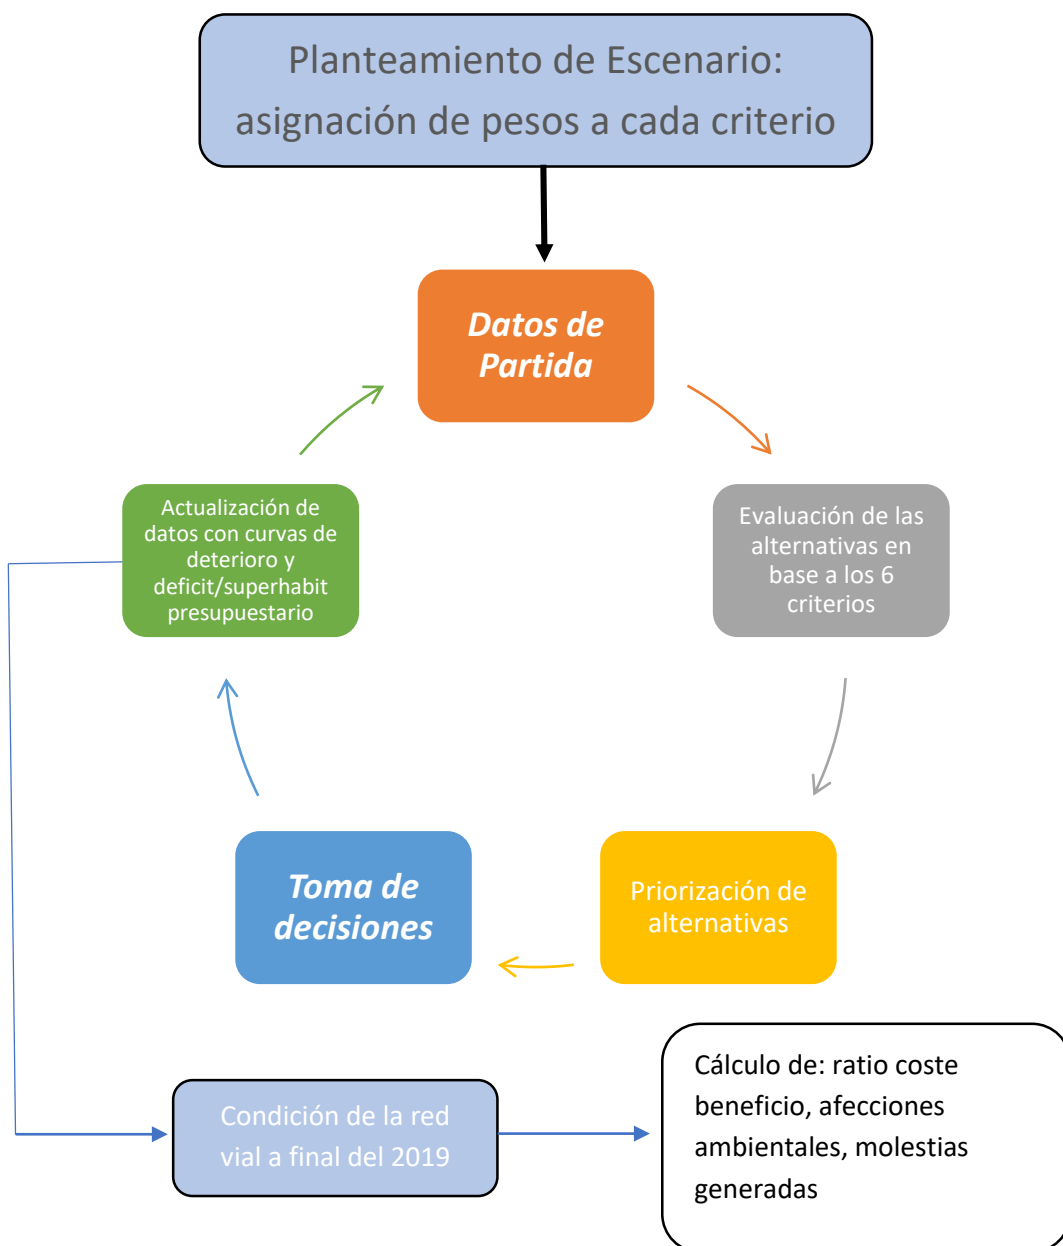 Planteamiento de Escenario:
asignación de pesos a cada criterio
Datos de
Partida
Actualización de
datos con curvas de
deterioro y
deficit/superhabit
presupuestario
Evaluación de las
alternativas en
base a los 6
criterios
Toma de
decisiones
Priorización de
alternativas
Condición de la red
vial a final del 2019
Cálculo de: ratio coste
beneficio, afecciones
ambientales, molestias
generadas